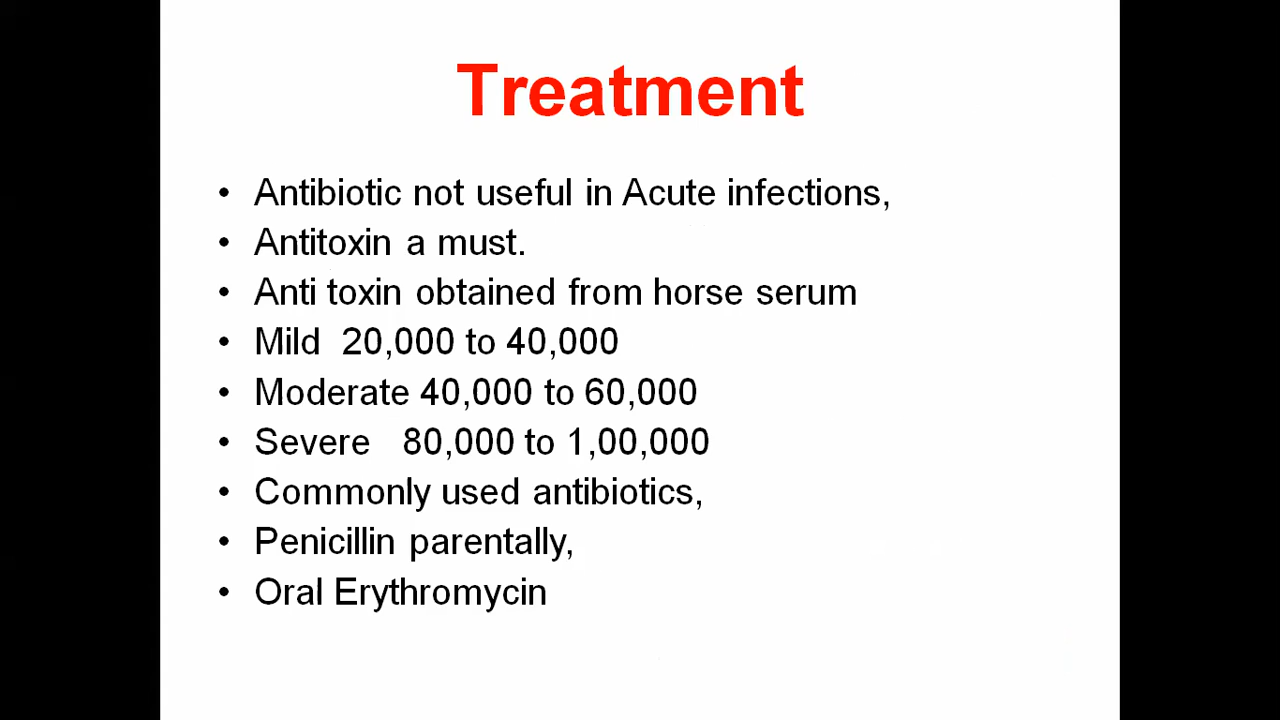 Treatment
• Antibiotic not useful in Acute infections,
• Antitoxin a must.
• Anti toxin obtained from horse serum
• Mild 20,000 to 40,000
• Moderate 40,000 to 60,000
• Severe 80,000 to 1,00,000
• Commonly used antibiotics,
• Penicillin parentally,
• Oral Erythromycin